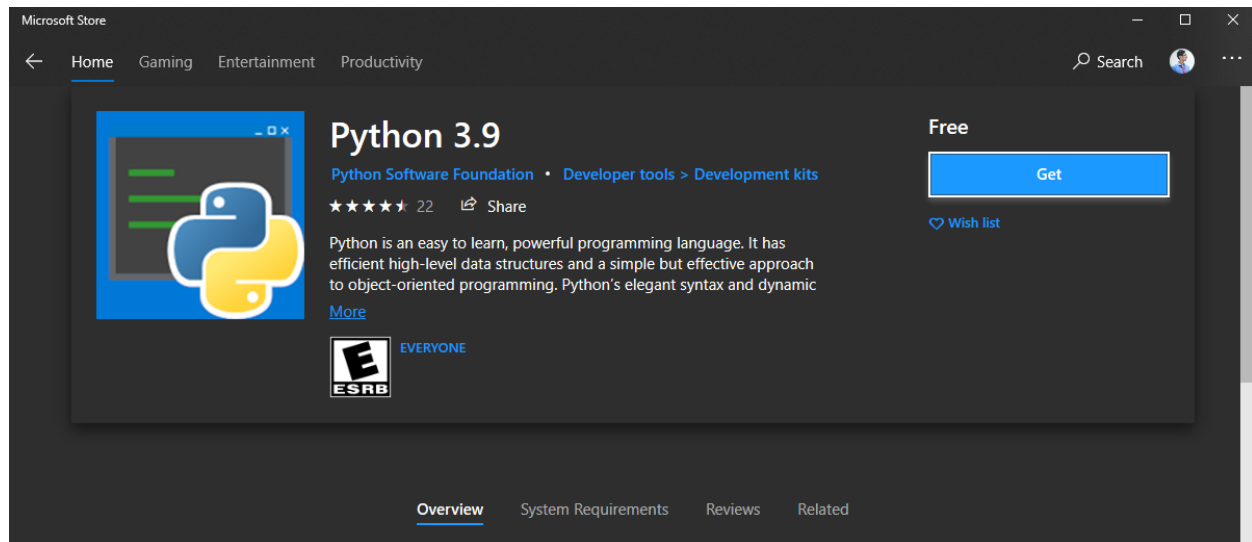 Microsoft Store
Home Gaming Entertainment Productivity Search
Python 3.9
Python Software Foundation • Developer tools > Development kits
22 Share
Python is an easy to learn, powerful programming language. It has
efficient high-level data structures and a simple but effective approach
to object-oriented programming. Python's elegant syntax and dynamic
More
E
ESRB
EVERYONE
Free
Get
Wish list
Overview System Requirements Reviews Related